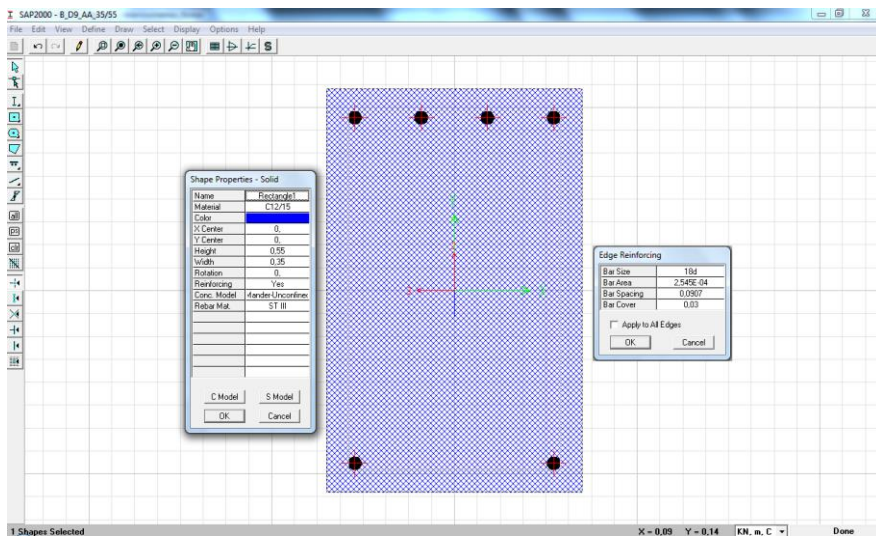 SAP2000 - B_D9_AA_35/55
File Edit View Define Draw Select Display Options Help
Shape Properties - Solid
Name Rectangle1
Material C12/15
Color
X Center 0,
Y Center 0,
Height 0,55
Width 0,35
Rotation 0,
Reinforcing Yes
Conc. Model Mander-Unconfined
Rebar Mat. ST III
C Model S Model
OK Cancel
Edge Reinforcing
Bar Size 18d
Bar Area 2,545E-04
Bar Spacing 0,0907
Bar Cover 0,03
Apply to All Edges
OK Cancel
1 Shapes Selected X = 0,09 Y = 0,14 KN, m, C Done